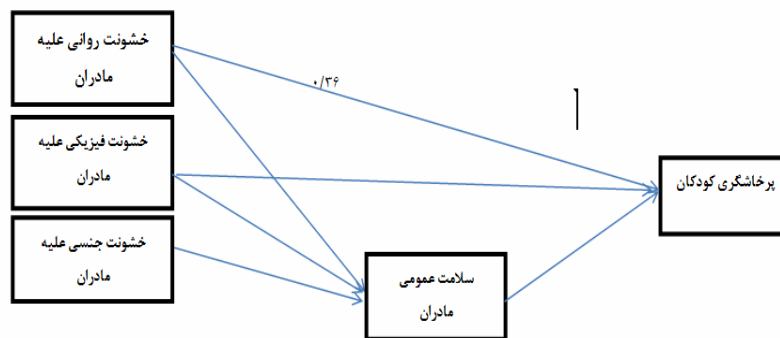 خشونت روانی علیه
مادران
۰/۳۶
خشونت فیزیکی علیه
مادران
پرخاشگری کودکان
خشونت جنسی علیه
مادران
سلامت عمومی
مادران